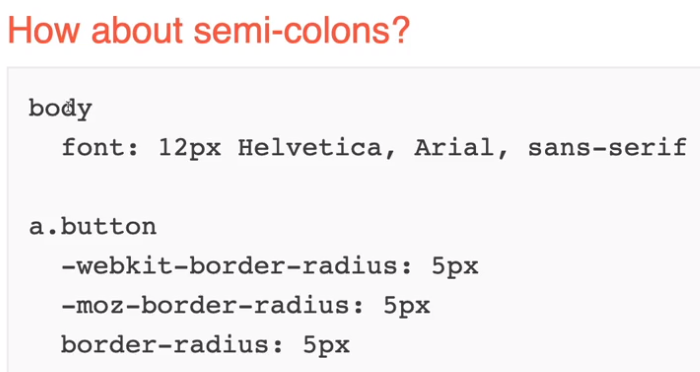 How about semi-colons?
body
font: 12px Helvetica, Arial, sans-serif
a.button
-webkit-border-radius: 5px
-moz-border-radius: 5px
border-radius: 5px